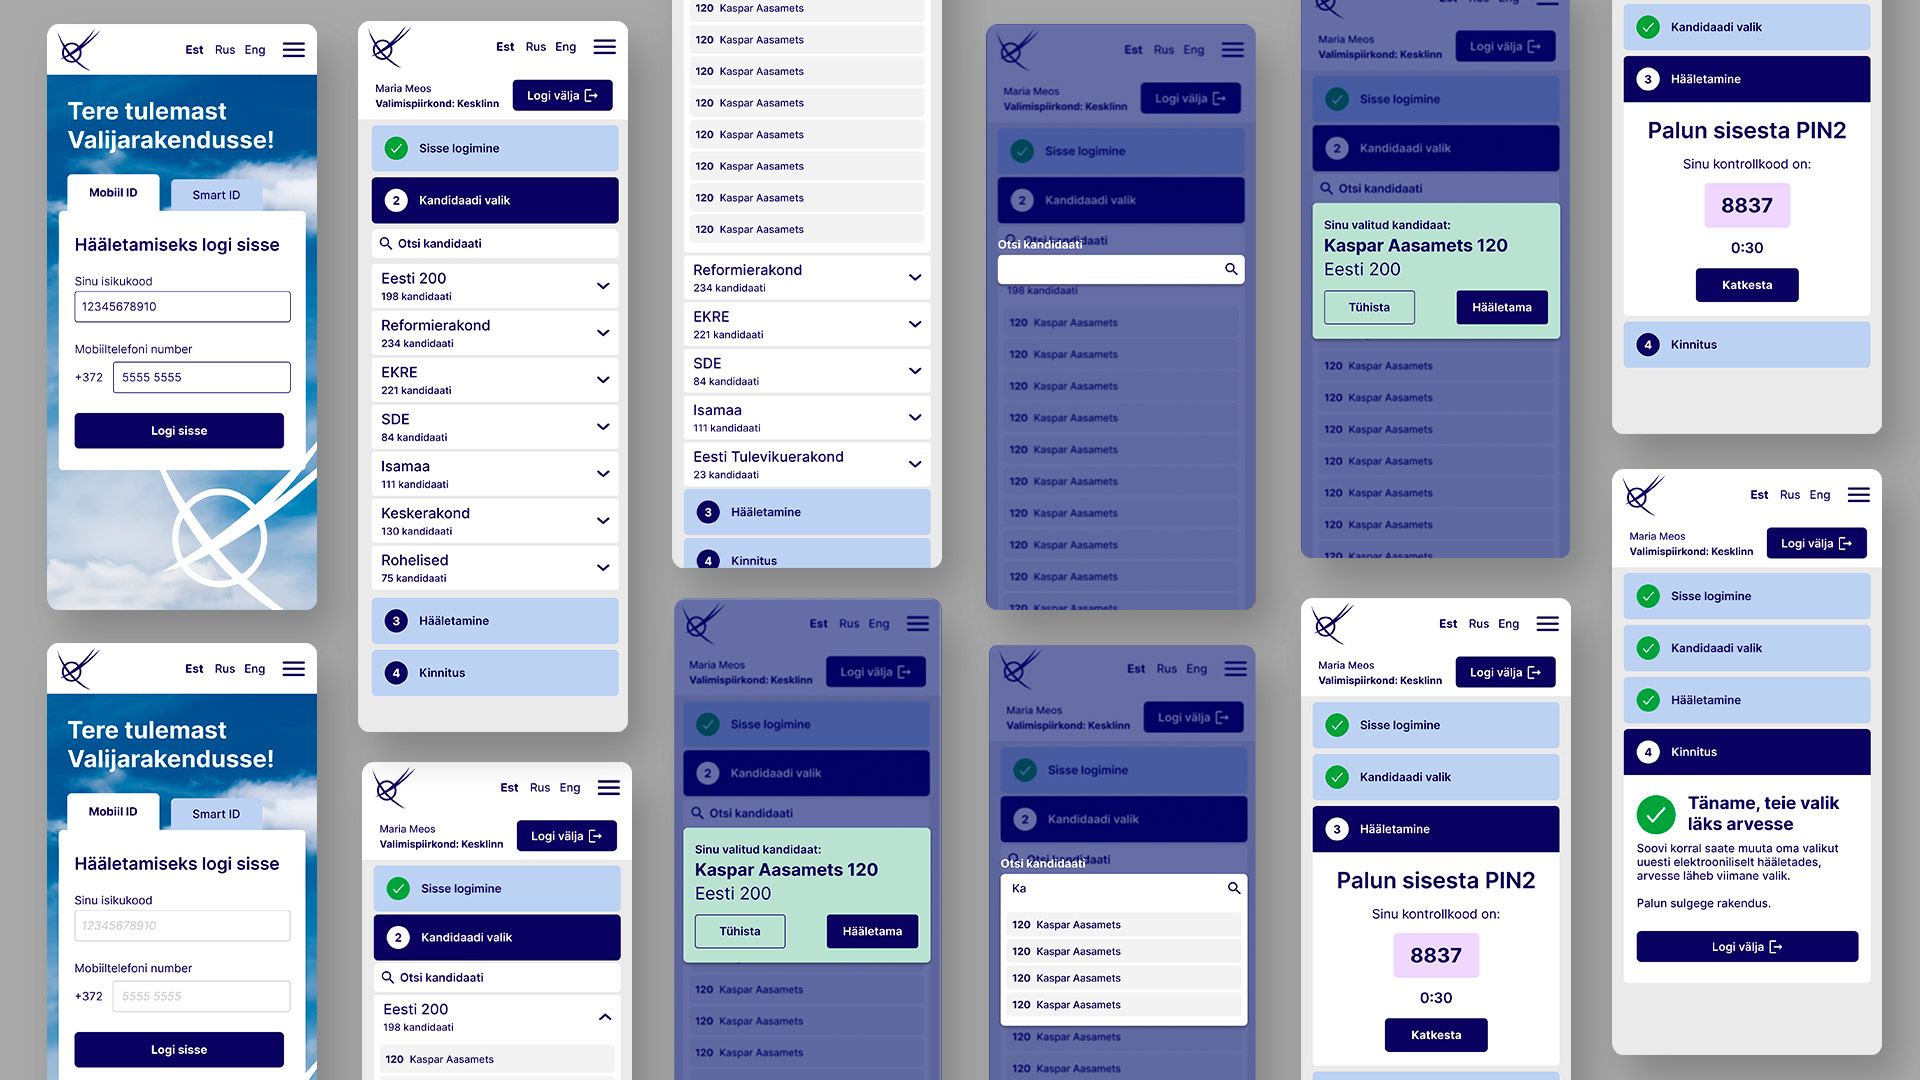 Est Rus Eng
Tere tulemast
Valijarakendusse!
Mobiil ID
Smart ID
Hääletamiseks logi sisse
Sinu isikukood
12345678910
Mobiiltelefoni number
+372
5555 5555
Logi sisse
Est Rus Eng
Tere tulemast
Valijarakendusse!
Mobiil ID
Smart ID
Hääletamiseks logi sisse
Sinu isikukood
12345678910
Mobiiltelefoni number
+372
5555 5555
Logi sisse
Est Rus Eng
Maria Meos
Valimispiirkond: Kesklinn
Logi välja
Sisse logimine
2 Kandidaadi valik
Otsi kandidaati
Eesti 200
198 kandidaati
Reformierakond
234 kandidaati
EKRE
221 kandidaati
SDE
84 kandidaati
Isamaa
111 kandidaati
Keskerakond
130 kandidaati
Rohelised
75 kandidaati
3 Hääletamine
4 Kinnitus
Est Rus Eng
Maria Meos
Valimispiirkond: Kesklinn
Logi välja
Sisse logimine
2 Kandidaadi valik
Otsi kandidaati
Eesti 200
198 kandidaati
120 Kaspar Aasamets
120 Kaspar Aasamets
120 Kaspar Aasamets
120 Kaspar Aasamets
120 Kaspar Aasamets
120 Kaspar Aasamets
120 Kaspar Aasamets
120 Kaspar Aasamets
120 Kaspar Aasamets
Reformierakond
234 kandidaati
EKRE
221 kandidaati
SDE
84 kandidaati
Isamaa
111 kandidaati
Eesti Tulevikuerakond
23 kandidaati
3 Hääletamine
4 Kinnitus
Est Rus Eng
Maria Meos
Valimispiirkond: Kesklinn
Logi välja
Sisse logimine
2 Kandidaadi valik
Otsi kandidaati
Sinu valitud kandidaat:
Kaspar Aasamets 120
Eesti 200
Tühista
Hääletama
120 Kaspar Aasamets
120 Kaspar Aasamets
120 Kaspar Aasamets
Est Rus Eng
Maria Meos
Valimispiirkond: Kesklinn
Logi välja
Sisse logimine
2 Kandidaadi valik
Otsi kandidaati
Otsi kandidaati
198 kandidaati
120 Kaspar Aasamets
120 Kaspar Aasamets
120 Kaspar Aasamets
120 Kaspar Aasamets
120 Kaspar Aasamets
120 Kaspar Aasamets
120 Kaspar Aasamets
120 Kaspar Aasamets
120 Kaspar Aasamets
120 Kaspar Aasamets
Est Rus Eng
Maria Meos
Valimispiirkond: Kesklinn
Logi välja
Sisse logimine
2 Kandidaadi valik
Otsi kandidaati
Otsi kandidaati
Ka
120 Kaspar Aasamets
120 Kaspar Aasamets
120 Kaspar Aasamets
120 Kaspar Aasamets
120 Kaspar Aasamets
120 Kaspar Aasamets
Est Rus Eng
Maria Meos
Valimispiirkond: Kesklinn
Logi välja
Sisse logimine
2 Kandidaadi valik
Otsi kandidaati
Sinu valitud kandidaat:
Kaspar Aasamets 120
Eesti 200
Tühista
Hääletama
120 Kaspar Aasamets
120 Kaspar Aasamets
120 Kaspar Aasamets
120 Kaspar Aasamets
120 Kaspar Aasamets
120 Kaspar Aasamets
120 Kaspar Aasamets
Est Rus Eng
Maria Meos
Valimispiirkond: Kesklinn
Logi välja
Sisse logimine
Kandidaadi valik
3 Hääletamine
Palun sisesta PIN2
Sinu kontrollkood on:
8837
0:30
Katkesta
Kandidaadi valik
3 Hääletamine
Palun sisesta PIN2
Sinu kontrollkood on:
8837
0:30
Katkesta
4 Kinnitus
Est Rus Eng
Maria Meos
Valimispiirkond: Kesklinn
Logi välja
Sisse logimine
Kandidaadi valik
Hääletamine
4 Kinnitus
Täname, teie valik
läks arvesse
Soovi korral saate muuta oma valikut
uuesti elektrooniliselt hääletades,
arvesse läheb viimane valik.
Palun sulgege rakendus.
Logi välja